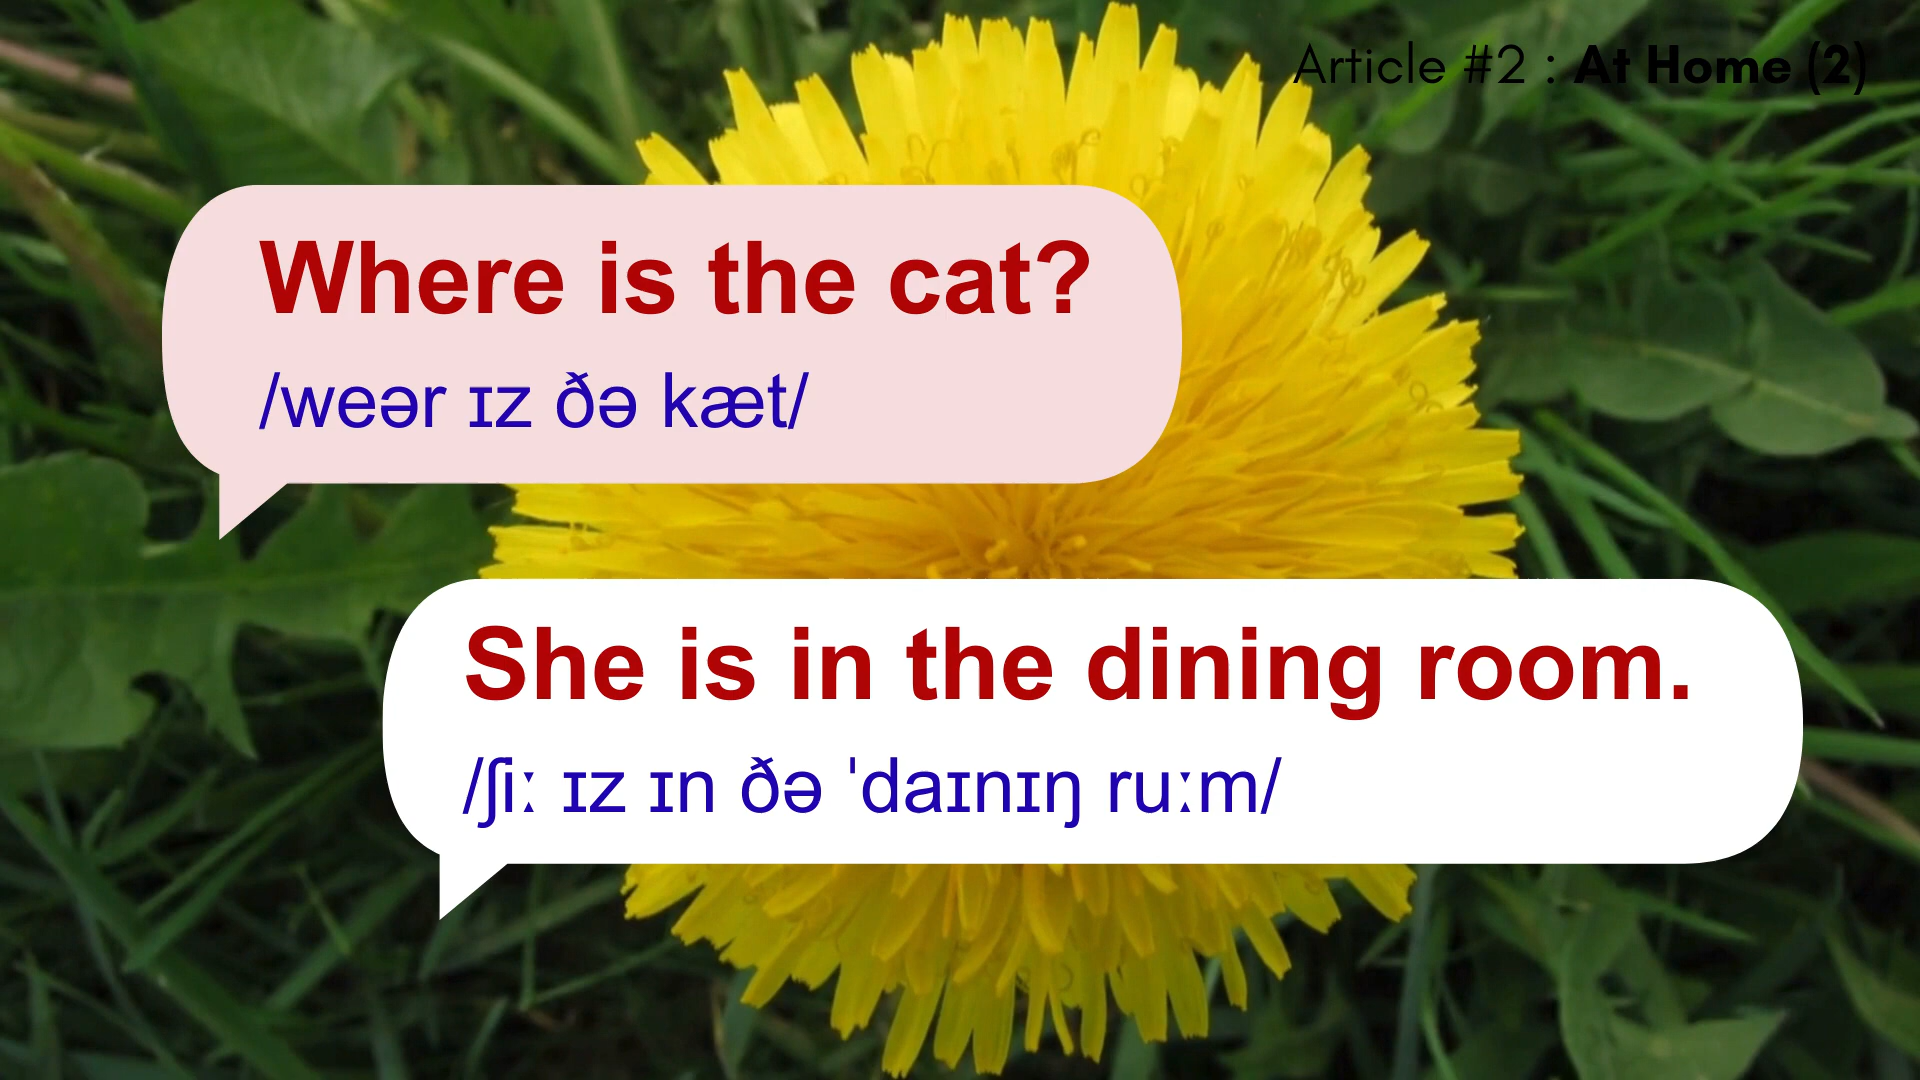 Article #2 : At Home (2)
Where is the cat?
/weər ɪz ðə kæt/
She is in the dining room.
/ʃiː ɪz ɪn ðə ˈdaɪnɪŋ ruːm/